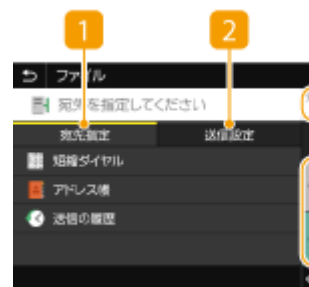 1 2
ファイル
宛先を指定してください
宛先指定 送信設定
短縮ダイヤル
アドレス帳
送信の履歴